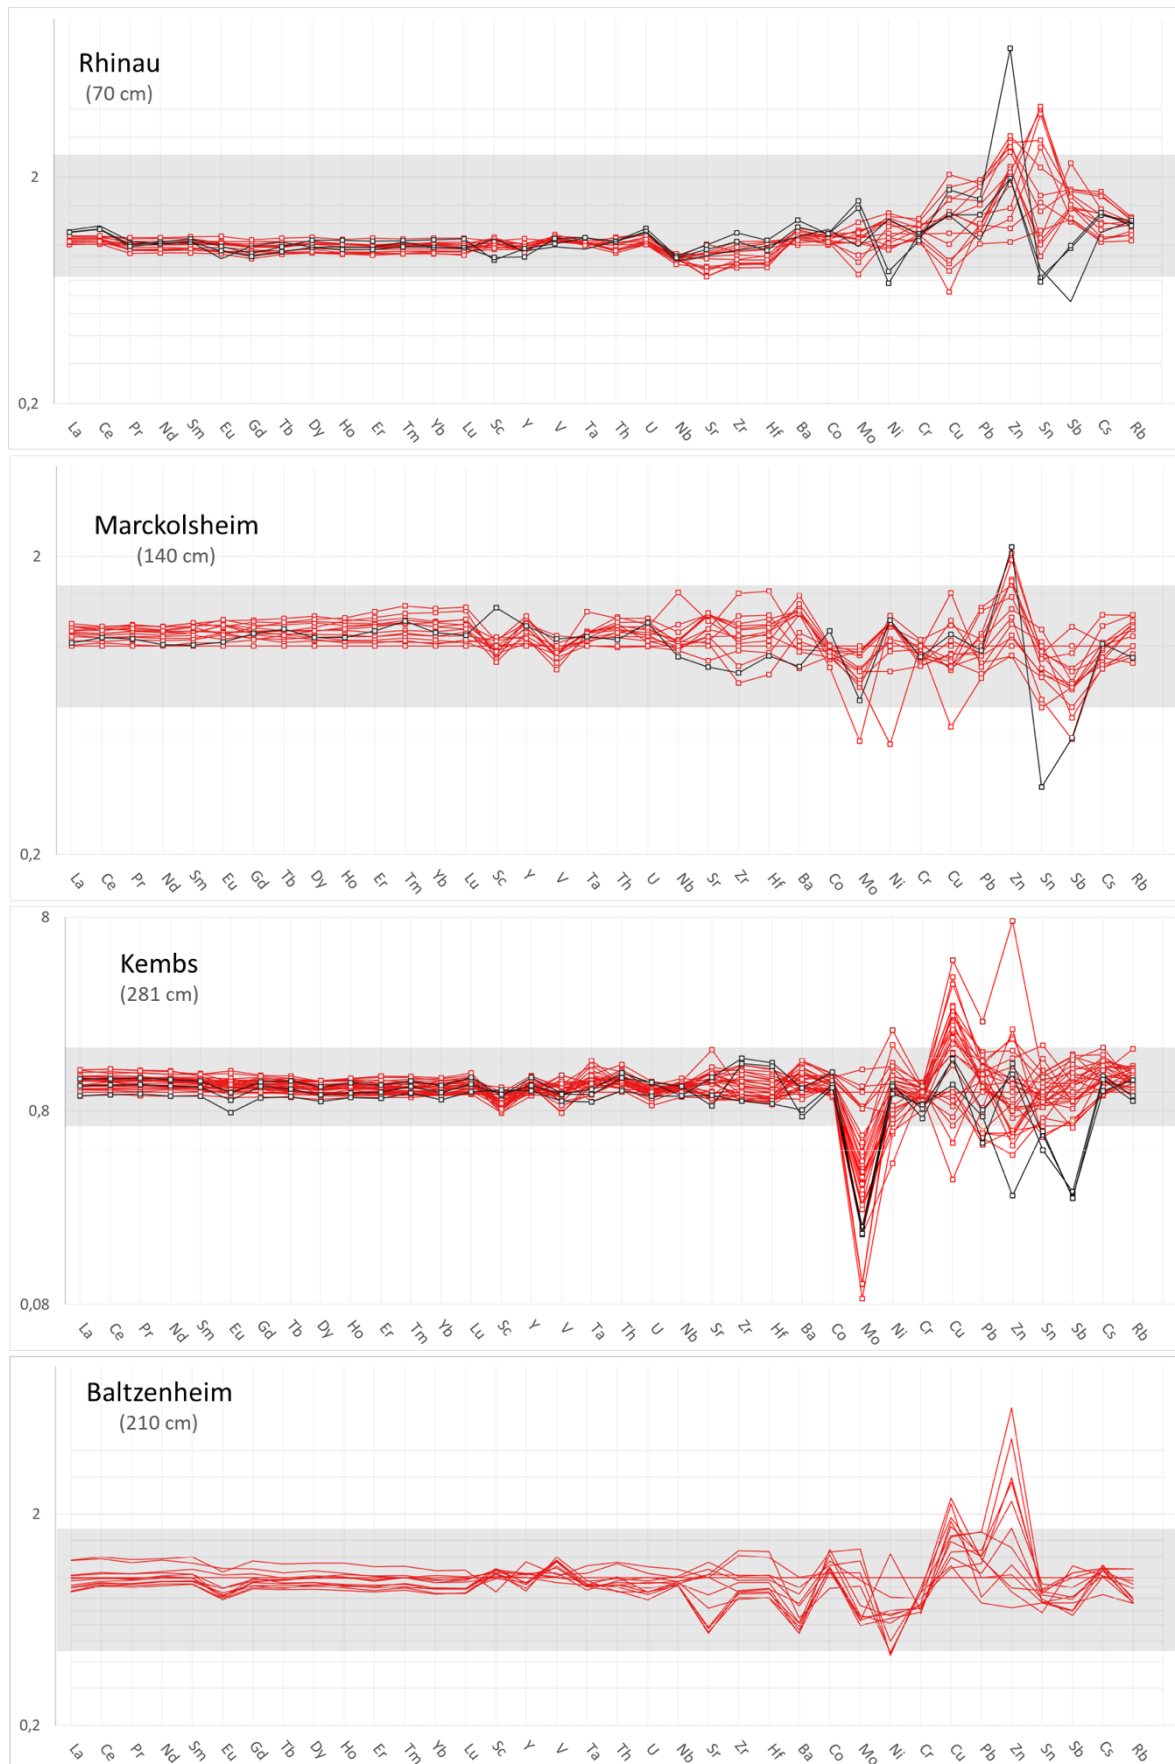 Rhinau
(70 cm)
2
0,2
La Ce Pr Nd Sm Eu Gd Tb Dy Ho Er Tm Yb Lu Sc Y V Ta Th U Nb Sr Zr Hf Ba Co Mo Ni Cr Cu Pb Zn Sn Sb Cs Rb
Marckolsheim
(140 cm)
2
0,2
La Ce Pr Nd Sm Eu Gd Tb Dy Ho Er Tm Yb Lu Sc Y V Ta Th U Nb Sr Zr Hf Ba Co Mo Ni Cr Cu Pb Zn Sn Sb Cs Rb
8
Kembs
(281 cm)
0,8
0,08
La Ce Pr Nd Sm Eu Gd Tb Dy Ho Er Tm Yb Lu Sc Y V Ta Th U Nb Sr Zr Hf Ba Co Mo Ni Cr Cu Pb Zn Sn Sb Cs Rb
Baltzenheim
(210 cm)
2
0,2
La Ce Pr Nd Sm Eu Gd Tb Dy Ho Er Tm Yb Lu Sc Y V Ta Th U Nb Sr Zr Hf Ba Co Mo Ni Cr Cu Pb Zn Sn Sb Cs Rb